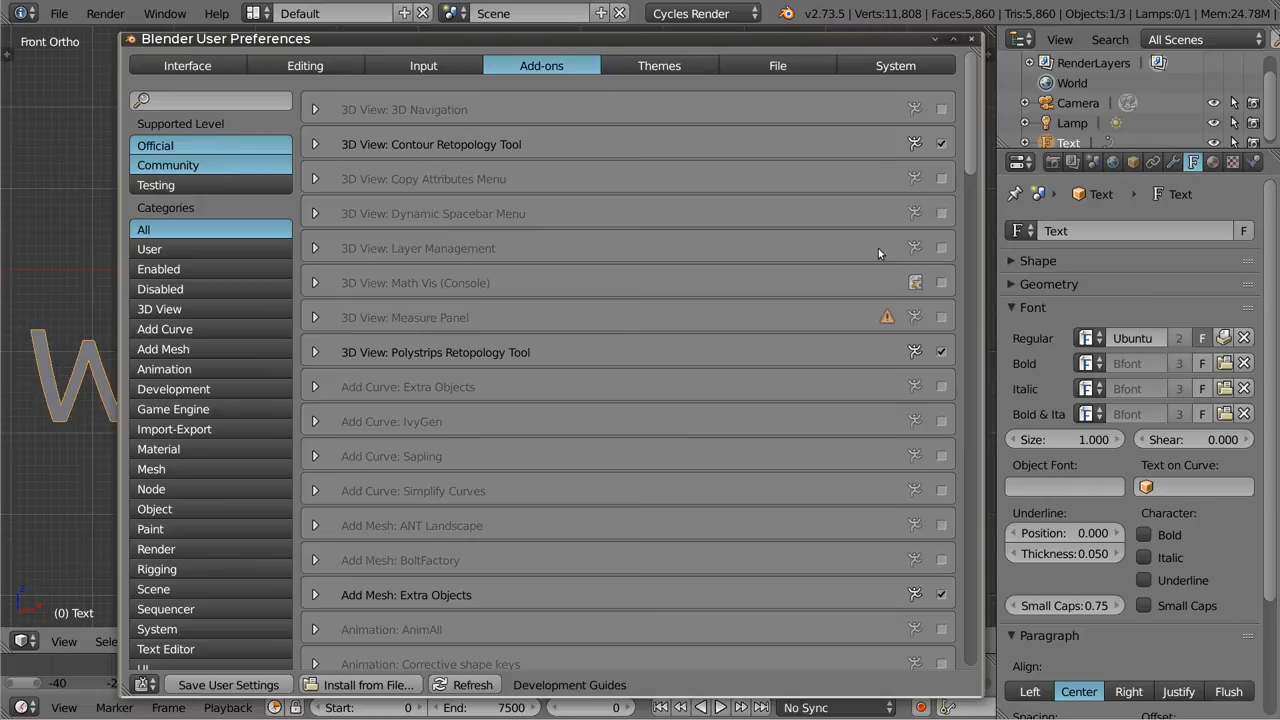 File Render Window Help Default Scene Cycles Render v2.73.5 | Verts:11,808 | Faces:5,860 | Tris:5,860 | Objects:1/3 | Lamps:0/1 | Mem:24.78M
Front Ortho
Blender User Preferences
View Search All Scenes
Interface Editing Input Add-ons Themes File System
RenderLayers
World
Camera
Lamp
Text
Supported Level
Official
Community
Testing
Categories
All
User
Enabled
Disabled
3D View
Add Curve
Add Mesh
Animation
Development
Game Engine
Import-Export
Material
Mesh
Node
Object
Paint
Render
Rigging
Scene
Sequencer
System
Text Editor
UI
3D View: 3D Navigation
3D View: Contour Retopology Tool
3D View: Copy Attributes Menu
3D View: Dynamic Spacebar Menu
3D View: Layer Management
3D View: Math Vis (Console)
3D View: Measure Panel
3D View: Polystrips Retopology Tool
Add Curve: Extra Objects
Add Curve: IvyGen
Add Curve: Sapling
Add Curve: Simplify Curves
Add Mesh: ANT Landscape
Add Mesh: BoltFactory
Add Mesh: Extra Objects
Animation: AnimAll
Animation: Corrective shape keys
Save User Settings Install from File... Refresh Development Guides
W
(0) Text
View
Text Text
F Text F
Shape
Geometry
Font
Regular F Ubuntu 2 F
Bold F Bfont 3 F
Italic F Bfont 3 F
Bold & Ita F Bfont 3 F
Size: 1.000 Shear: 0.000
Object Font: Text on Curve:
Underline: Character:
Position: 0.000 Bold
Thickness:0.050 Italic
Underline
Small Caps:0.75 Small Caps
Paragraph
Align:
Left Center Right Justify Flush
-40
View Marker Frame Playback Start: 0 End: 7500 0 No Sync